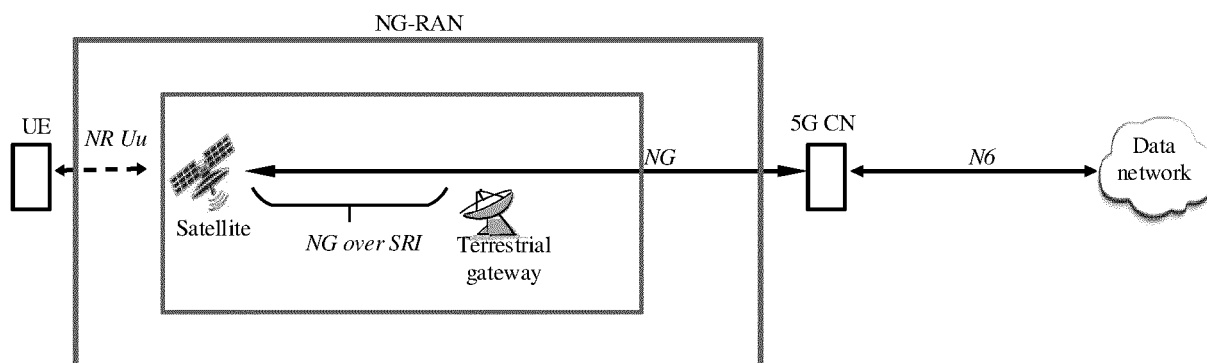 NG-RAN
UE
NR Uu
Satellite
NG over SRI
Terrestrial
gateway
NG
5G CN
N6
Data
network